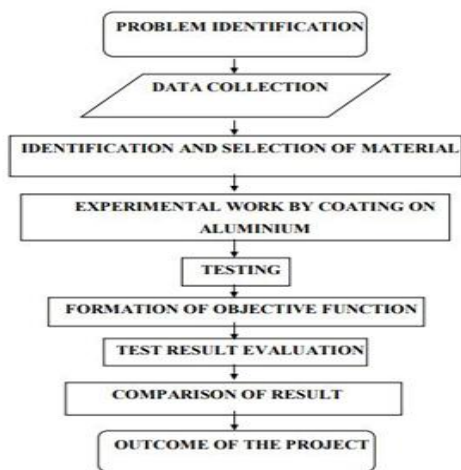 PROBLEM IDENTIFICATION
DATA COLLECTION
IDENTIFICATION AND SELECTION OF MATERIAL
EXPERIMENTAL WORK BY COATING ON
ALUMINIUM
TESTING
FORMATION OF OBJECTIVE FUNCTION
TEST RESULT EVALUATION
COMPARISON OF RESULT
OUTCOME OF THE PROJECT